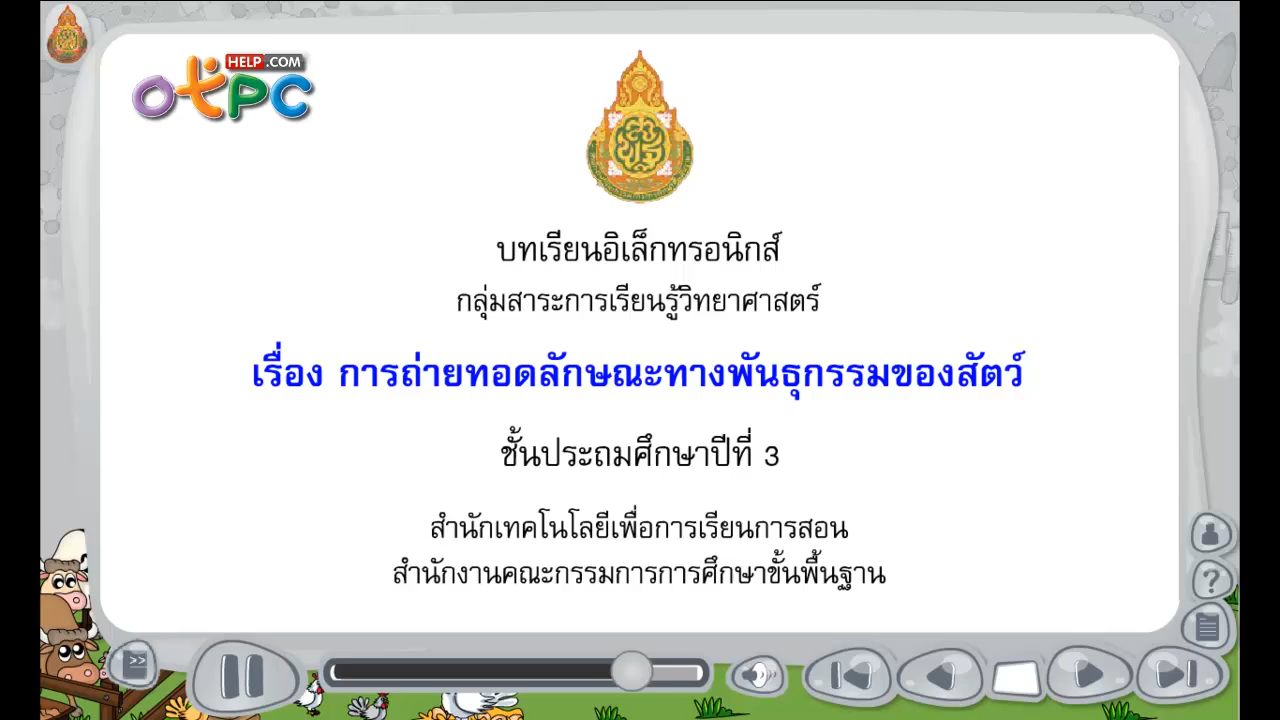 HELP.COM
OTPC
บทเรียนอิเล็กทรอนิกส์
กลุ่มสาระการเรียนรู้วิทยาศาสตร์
เรื่อง การถ่ายทอดลักษณะทางพันธุกรรมของสัตว์
ชั้นประถมศึกษาปีที่ 3
สำนักเทคโนโลยีเพื่อการเรียนการสอน
สำนักงานคณะกรรมการการศึกษาขั้นพื้นฐาน
?
>>